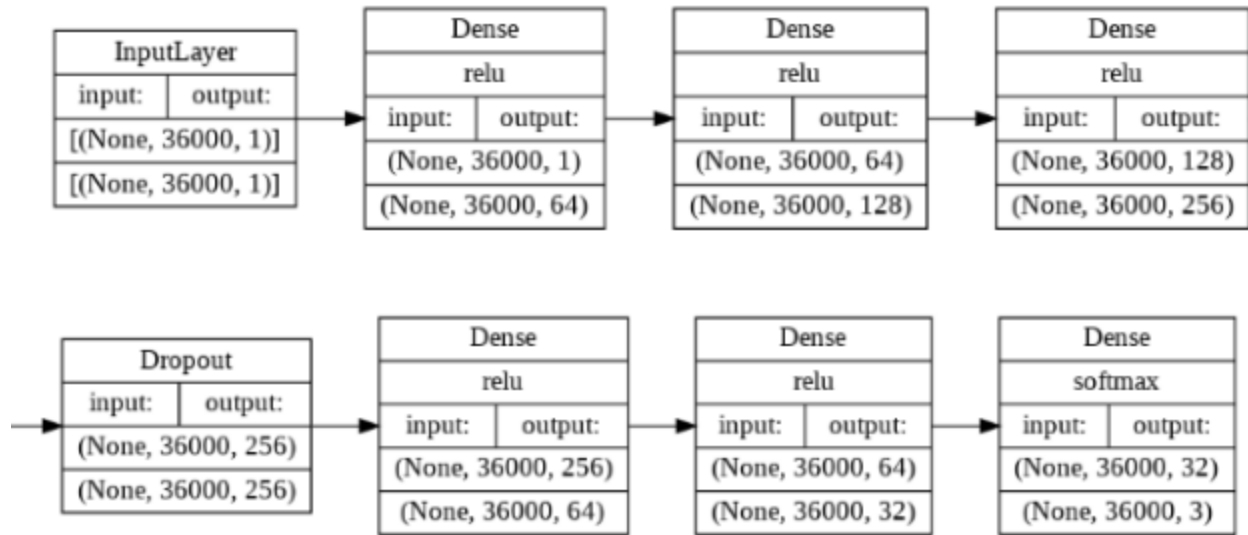 InputLayer
input: output:
[(None, 36000, 1)]
[(None, 36000, 1)]
Dense
relu
input: output:
(None, 36000, 1)
(None, 36000, 64)
Dense
relu
input: output:
(None, 36000, 64)
(None, 36000, 128)
Dense
relu
input: output:
(None, 36000, 128)
(None, 36000, 256)
Dropout
input: output:
(None, 36000, 256)
(None, 36000, 256)
Dense
relu
input: output:
(None, 36000, 256)
(None, 36000, 64)
Dense
relu
input: output:
(None, 36000, 64)
(None, 36000, 32)
Dense
softmax
input: output:
(None, 36000, 32)
(None, 36000, 3)